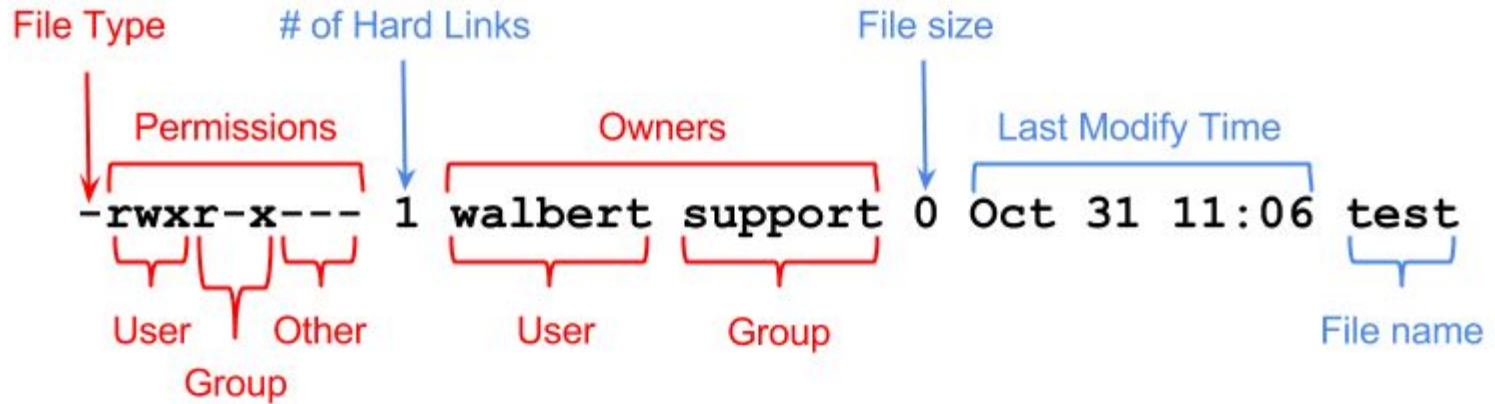 File Type # of Hard Links File size
Permissions Owners Last Modify Time
-rwxr-x--- 1 walbert support 0 Oct 31 11:06 test
User Other User Group File name
Group